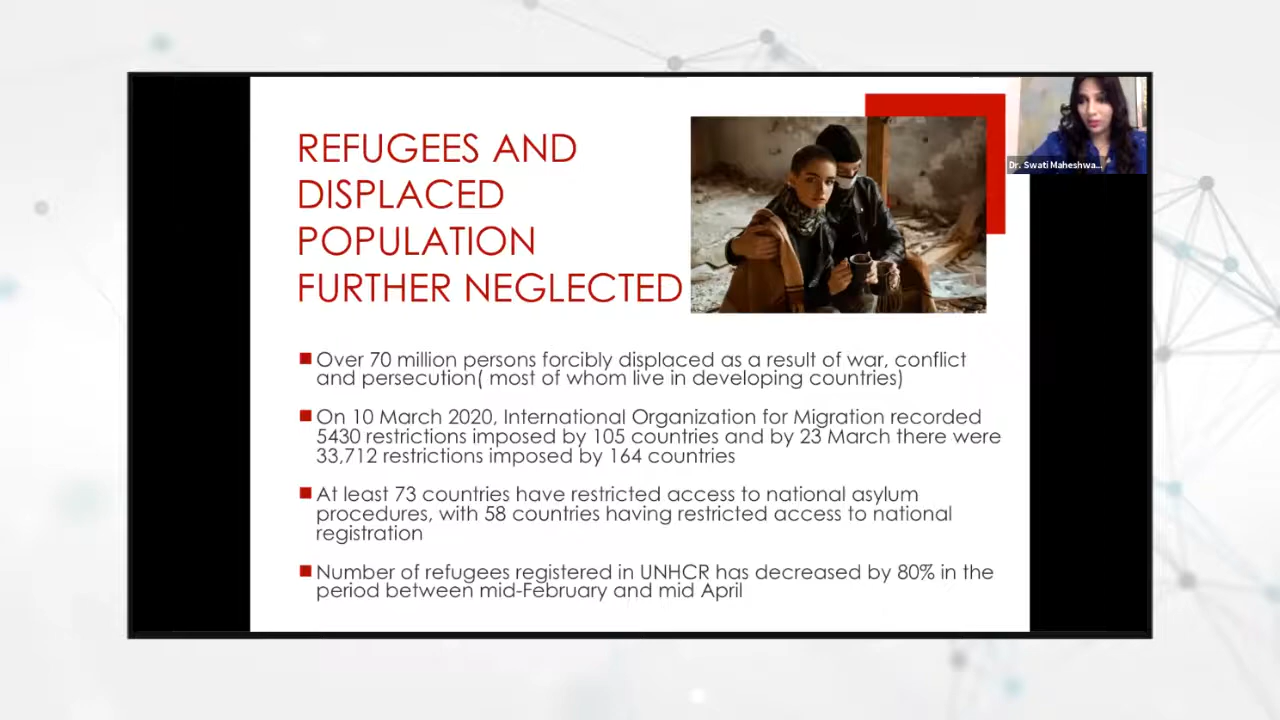 REFUGEES AND
DISPLACED
POPULATION
FURTHER NEGLECTED
Dr. Swati Maheshwa...
Over 70 million persons forcibly displaced as a result of war, conflict
and persecution( most of whom live in developing countries)
On 10 March 2020, International Organization for Migration recorded
5430 restrictions imposed by 105 countries and by 23 March there were
33,712 restrictions imposed by 164 countries
At least 73 countries have restricted access to national asylum
procedures, with 58 countries having restricted access to national
registration
Number of refugees registered in UNHCR has decreased by 80% in the
period between mid-February and mid April